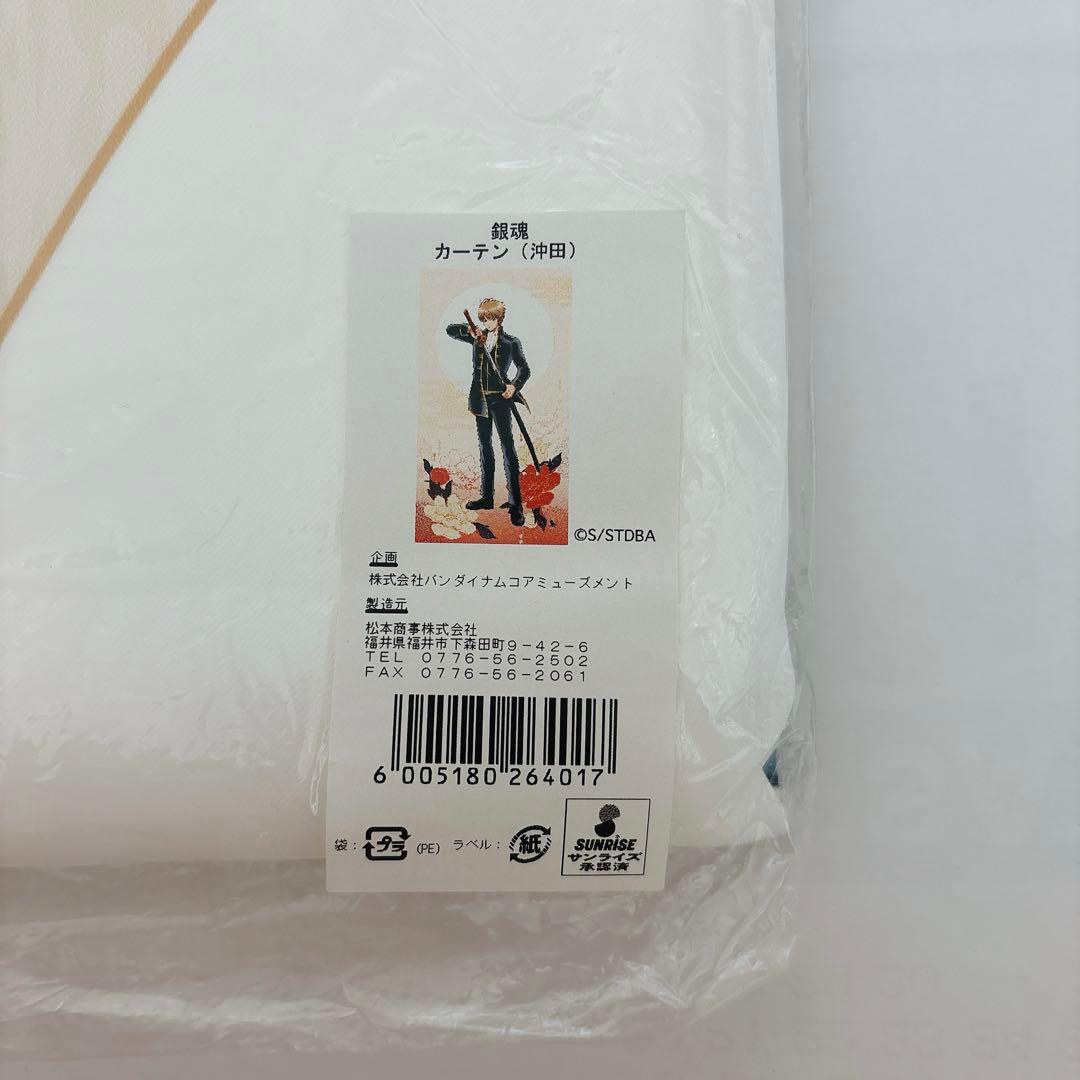 銀魂
カーテン（沖田）
©S/STDBA
企画
株式会社バンダイナムコアミューズメント
製造元
松本商事株式会社
福井県福井市下森田町9-42-6
TEL 0776-56-2502
FAX 0776-56-2061
6 005180 264017
袋： プラ (PE) ラベル： 紙
SUNRISE
サンライズ
承認済